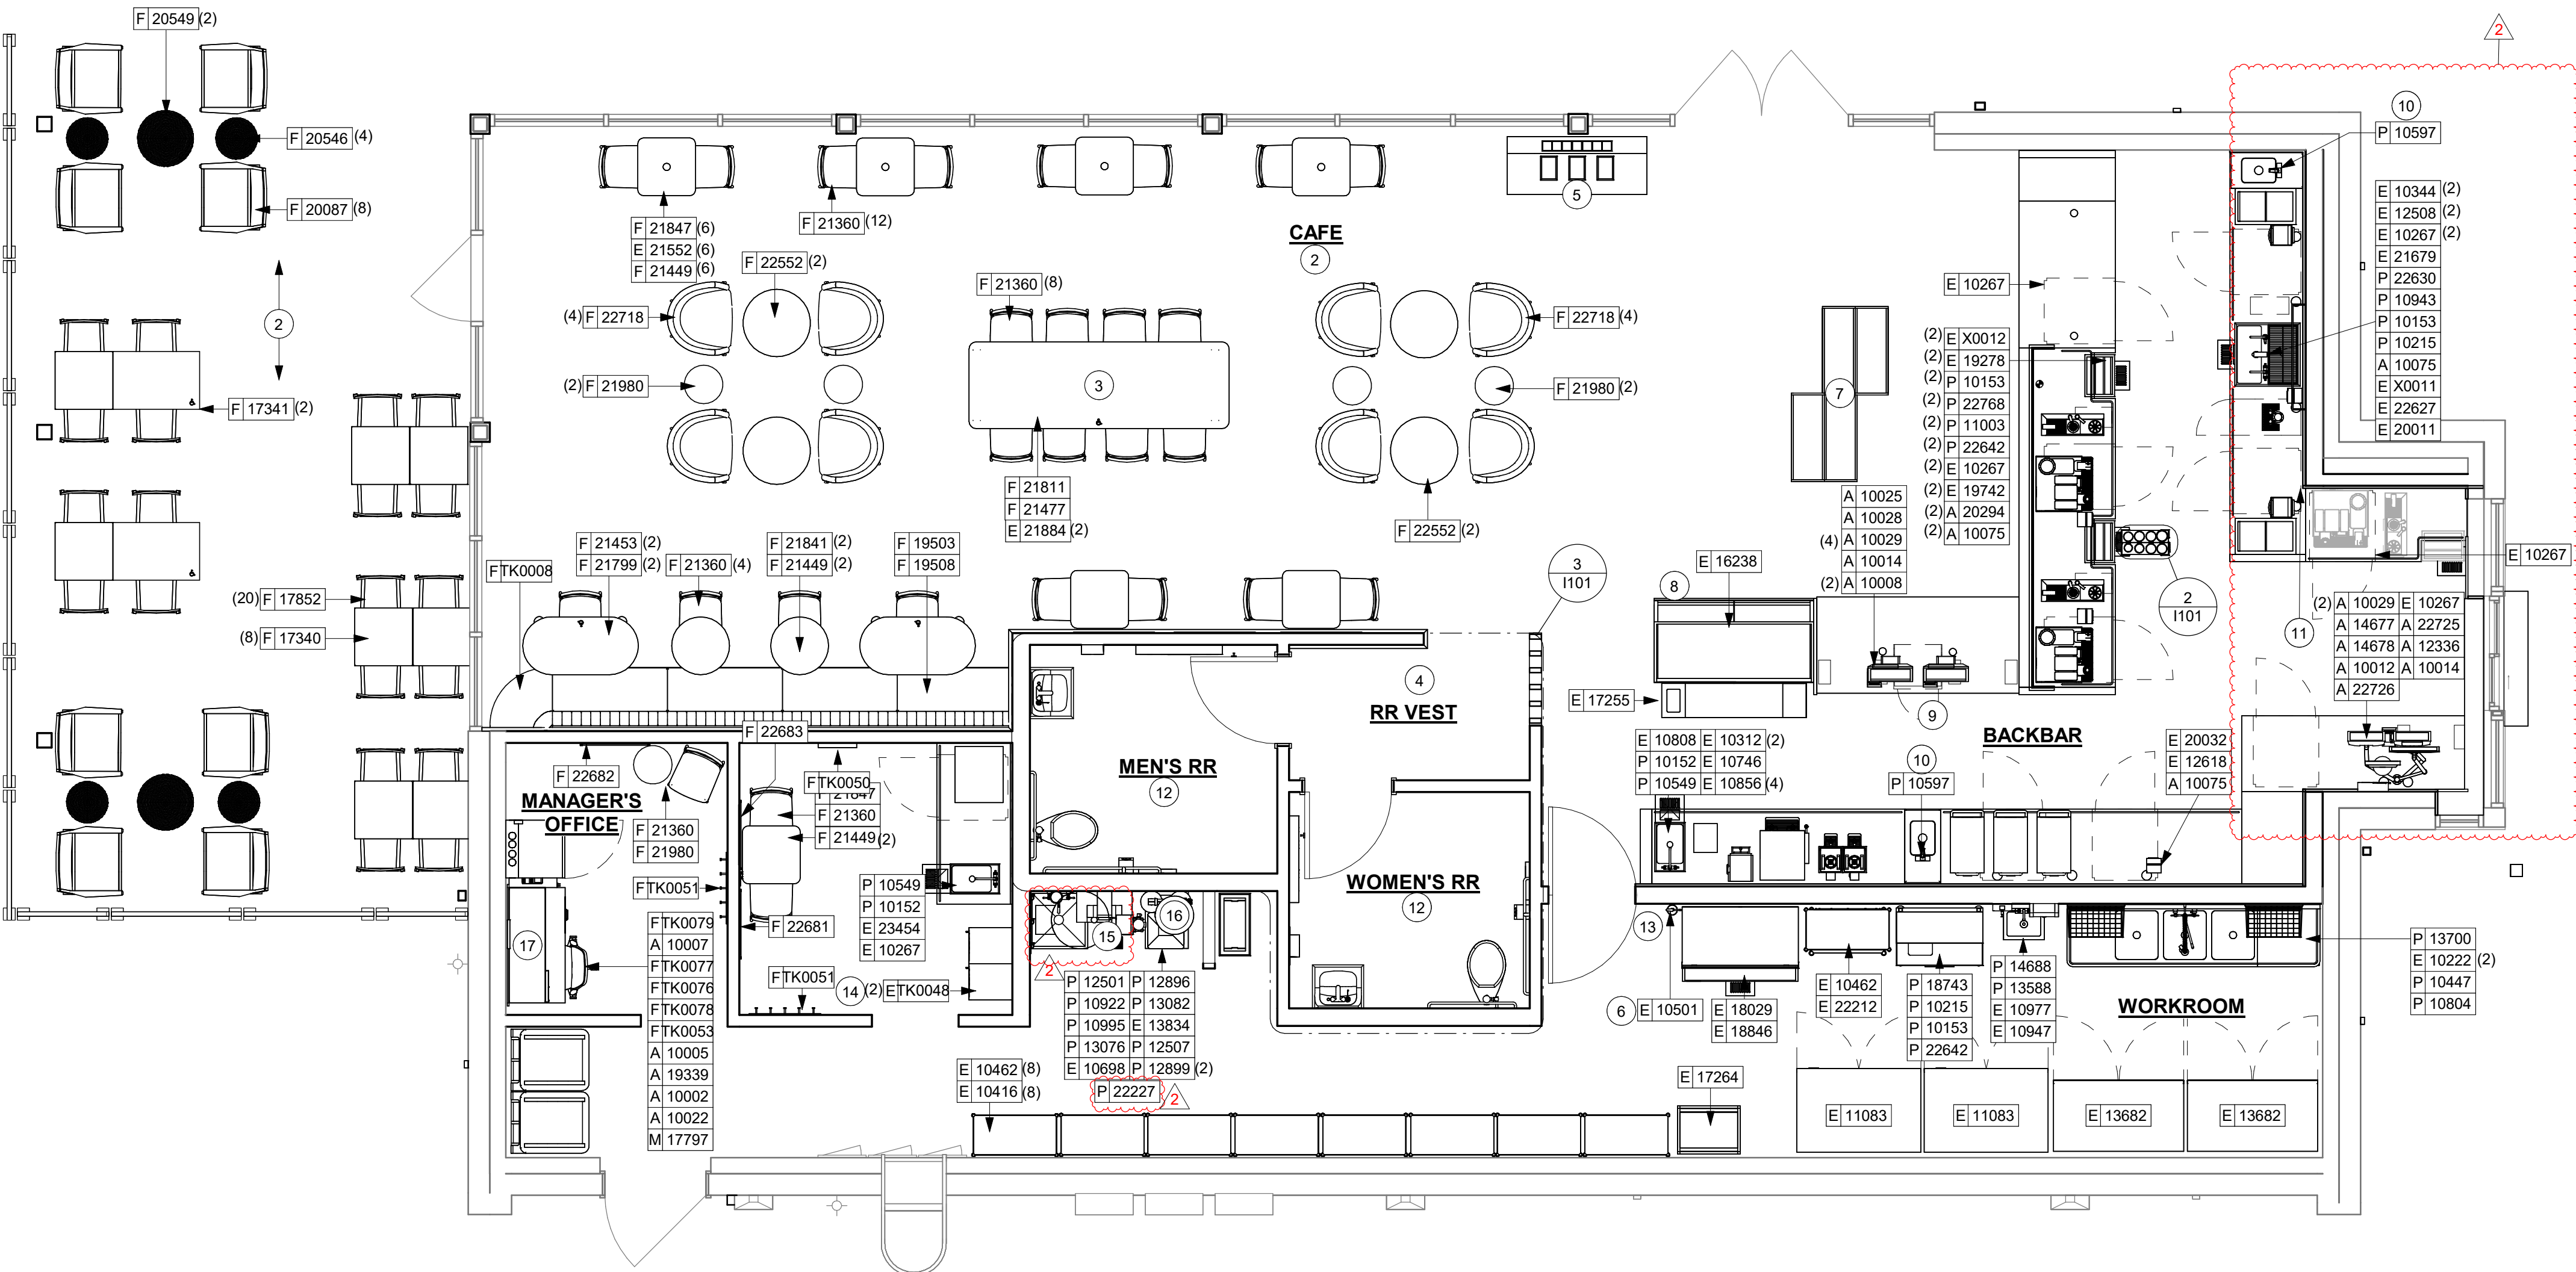 F 20549 (2)
2
10
P 10597
F 20546 (4)
F 20087 (8)
5
E 10344 (2)
E 12508 (2)
E 10267 (2)
E 21679
P 22630
P 10943
P 10153
P 10215
A 10075
E X0011
E 22627
E 20011
F 21847 (6)
E 21552 (6)
F 21449 (6)
F 21360 (12)
CAFE
2
F 22552 (2)
F 21360 (8)
E 10267
2
(4) F 22718
F 22718 (4)
(2) F 21980
3
F 21980 (2)
7
(2) E X0012
(2) E 19278
(2) P 10153
(2) P 22768
(2) P 11003
(2) P 22642
(2) E 10267
(2) E 19742
(2) A 20294
(2) A 10075
F 17341 (2)
F 21811
F 21477
E 21884 (2)
F 22552 (2)
A 10025
A 10028
(4) A 10029
A 10014
(2) A 10008
F 21453 (2)
F 21799 (2)
F 21360 (4)
F 21841 (2)
F 21449 (2)
F 19503
F 19508
F TK0008
3
I101
8
E 16238
2
I101
E 10267
11
(2) A 10029 E 10267
A 14677 A 22725
A 14678 A 12336
A 10012 A 10014
A 22726
(20) F 17852
(8) F 17340
4
RR VEST
E 17255
9
BACKBAR
F 22683
F 22682
MANAGER'S
OFFICE
F TK0050
F 21847
F 21360
F 21449 (2)
MEN'S RR
12
E 10808 E 10312 (2)
P 10152 E 10746
P 10549 E 10856 (4)
10
P 10597
E 20032
E 12618
A 10075
F 21360
F 21980
F TK0051
P 10549
P 10152
E 23454
E 10267
WOMEN'S RR
12
F 22681
17
F TK0079
A 10007
F TK0077
F TK0076
F TK0078
F TK0053
A 10005
A 19339
A 10002
A 10022
M 17797
F TK0051
14 (2) E TK0048
15
16
2
P 12501 P 12896
P 10922 P 13082
P 10995 E 13834
P 13076 P 12507
E 10698 P 12899 (2)
P 22227
2
13
6 E 10501
E 18029
E 18846
E 10462
E 22212
P 18743
P 10215
P 10153
P 22642
P 14688
P 13588
E 10977
E 10947
WORKROOM
P 13700
E 10222 (2)
P 10447
P 10804
E 10462 (8)
E 10416 (8)
E 17264
E 11083
E 11083
E 13682
E 13682